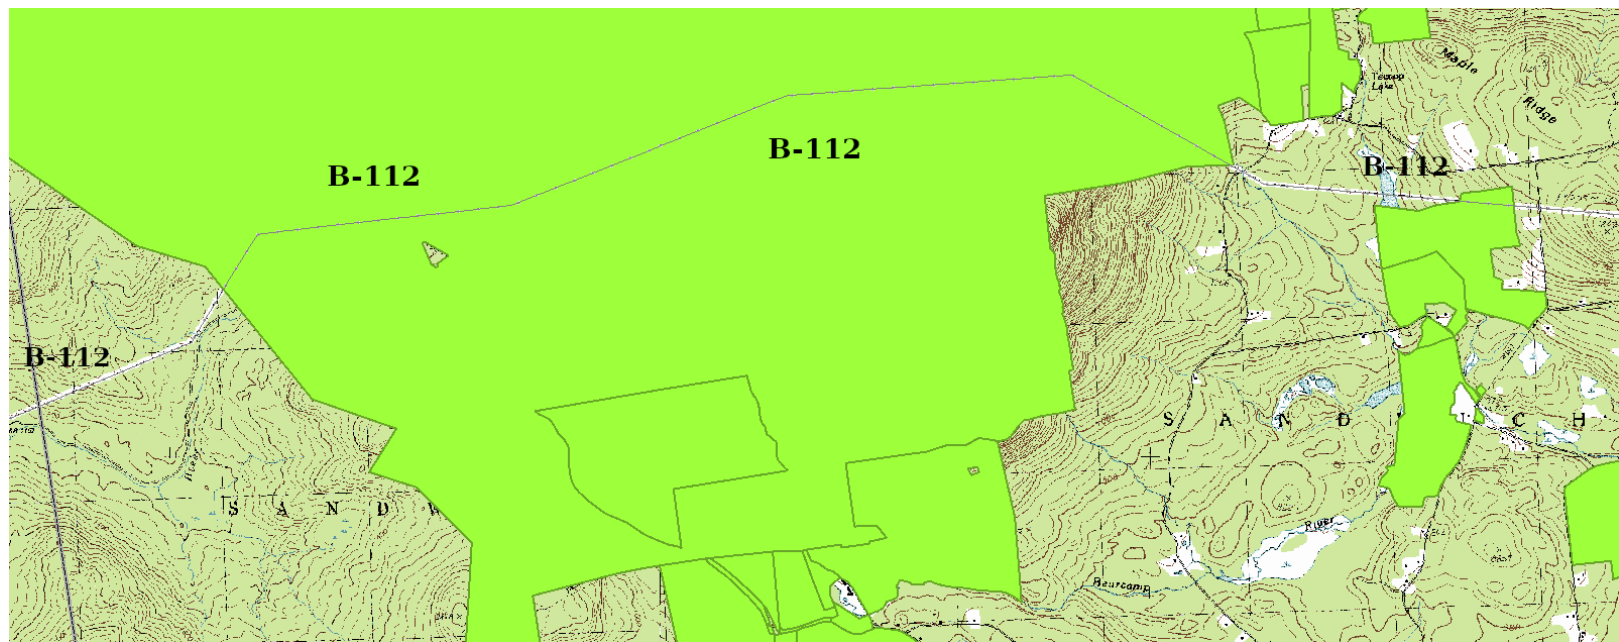 Maple
Ridge
B-112
B-112
B-112
B-112
S A N D
C H
S A N D W
River
Bearcamp